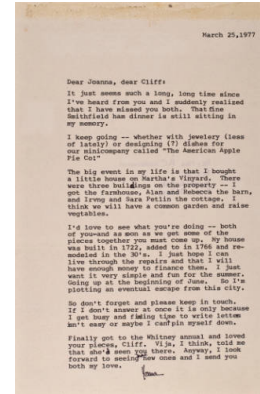 March 25,1977
Dear Joanna, dear Cliff:
It just seems such a long, long time since
I've heard from you and I suddenly realized
that I have missed you both. Thatfine
Smithfield ham dinner is still sitting in
my memory.
I keep going -- whether with jewelery (less
of lately) or designing (7) dishes for
our minicompany called "The American Apple
Pie Co!"
The big event in my life is that I bought
a little house on Martha's Vinyard. There
were three buildings on the property -- I
got the farmhouse, Alan and Rebecca the barn,
and Irvng and Sara Petlin the cottage. I
think we will have a common garden and raise
vegtables.
I'd love to see what you're doing -- both
of you-and as soon as we get some of the
pieces together you must come up. My house
was built in 1722, added to in 1766 and re-
modeled in the 30's. I just hope I can
live through the repairs and that I will
have enough money to finance them. I just
want it very simple and fun for the summer.
Going up at the beginning of June. So I'm
plotting an eventual escape from this city.
So don't forget and please keep in touch.
If I don't answer at once it is only because
I get busy and finding time to write letters
isn't easy or maybe I can't pin myself down.
Finally got to the Whitney annual and loved
your pieces, Cliff. Vija, I think, told me
that she'd seen you there. Anyway, I look
forward to seeing new ones and I send you
both my love.